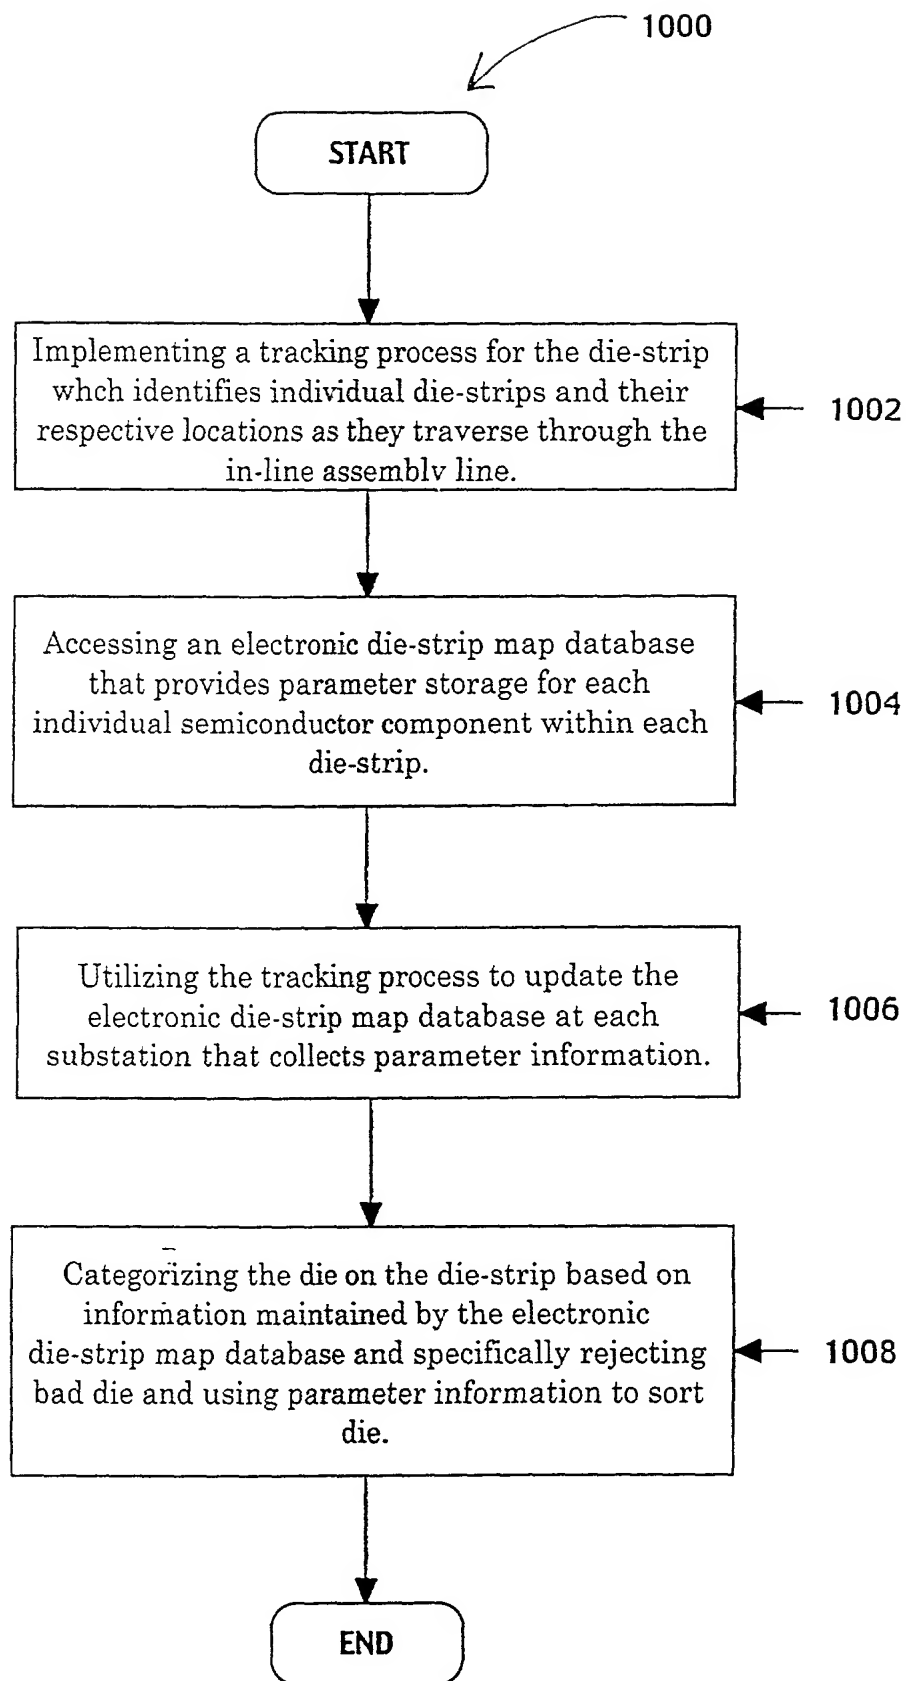 1000
START
Implementing a tracking process for the die-strip
whch identifies individual die-strips and their
respective locations as they traverse through the
in-line assembly line.
1002
Accessing an electronic die-strip map database
that provides parameter storage for each
individual semiconductor component within each
die-strip.
1004
Utilizing the tracking process to update the
electronic die-strip map database at each
substation that collects parameter information.
1006
Categorizing the die on the die-strip based on
information maintained by the electronic
die-strip map database and specifically rejecting
bad die and using parameter information to sort
die.
1008
END